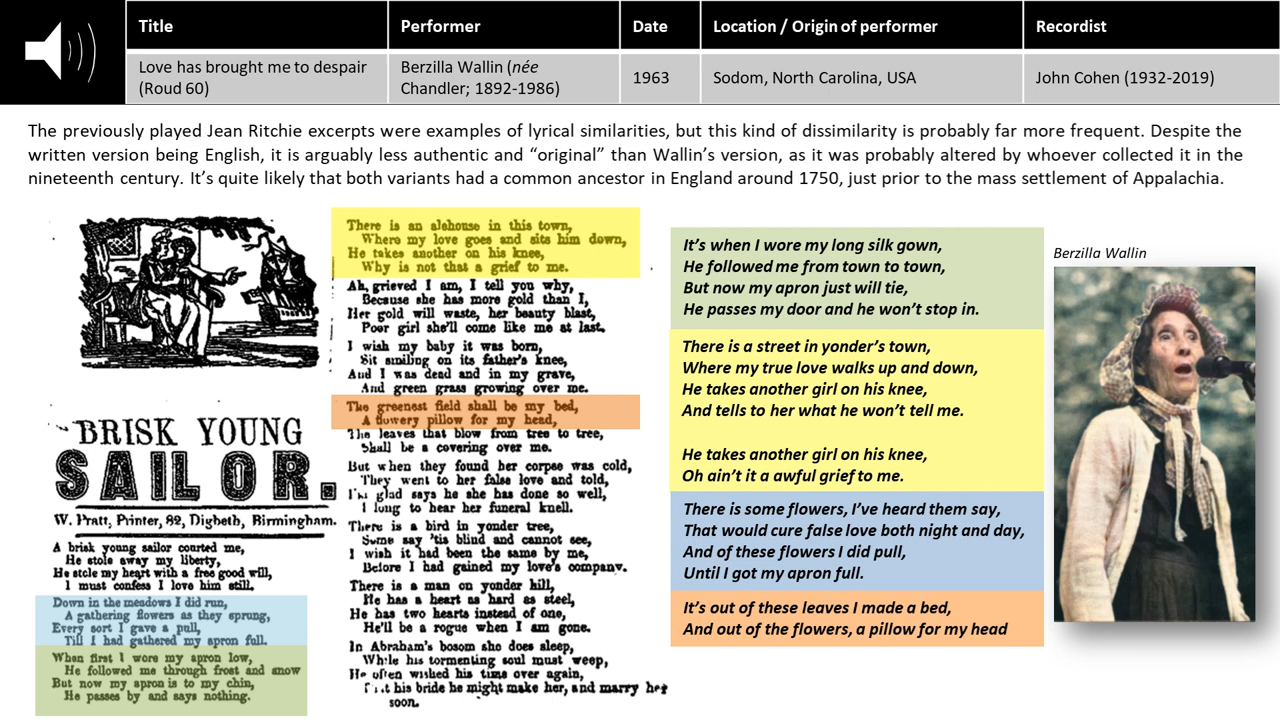 Title Performer Date Location / Origin of performer Recordist
Love has brought me to despair (Roud 60)
Berzilla Wallin (née Chandler; 1892-1986)
1963
Sodom, North Carolina, USA
John Cohen (1932-2019)
The previously played Jean Ritchie excerpts were examples of lyrical similarities, but this kind of dissimilarity is probably far more frequent. Despite the
written version being English, it is arguably less authentic and “original” than Wallin’s version, as it was probably altered by whoever collected it in the
nineteenth century. It’s quite likely that both variants had a common ancestor in England around 1750, just prior to the mass settlement of Appalachia.
BRISK YOUNG
SAILOR.
W. Pratt, Printer, 82, Digbeth, Birmingham.
A brisk young sailor courted me,
He stole away my liberty,
He stole my heart with a free good will,
I must confess I love him still.
Down in the meadows I did run,
A gathering flowers as they sprung,
Every sort I gave a pull,
Till I had gathered my apron full.
When first I wore my apron low,
He followed me through frost and snow
But now my apron is to my chin,
He passes by and says nothing.
There is an alehouse in this town,
Where my love goes and sits him down,
He takes another on his knee,
Why is not that a grief to me.
Ah, grieved I am, I tell you why,
Because she has more gold than I,
Her gold will waste, her beauty blast,
Poor girl she'll come like me at last.
I wish my baby it was born,
Sit smiling on its father's knee,
And I was dead and in my grave,
And green grass growing over me.
The greenest field shall be my bed,
A flowery pillow for my head,
The leaves that blow from tree to tree,
Shall be a covering over me.
But when they found her corpse was cold,
They went to her false love and told,
I'm glad says he she has done so well,
I long to hear her funeral knell.
There is a bird in yonder tree,
Some say 'tis blind and cannot see,
I wish it had been the same by me,
Before I had gained my love's company.
There is a man on yonder hill,
He has a heart as hard as steel,
He has two hearts instead of one,
He'll be a rogue when I am gone.
In Abraham's bosom she does sleep,
While his tormenting soul must weep,
He often wished his time over again,
his bride he might make her, and marry her
soon.
It’s when I wore my long silk gown,
He followed me from town to town,
But now my apron just will tie,
He passes my door and he won’t stop in.
There is a street in yonder’s town,
Where my true love walks up and down,
He takes another girl on his knee,
And tells to her what he won’t tell me.
He takes another girl on his knee,
Oh ain’t it a awful grief to me.
There is some flowers, I’ve heard them say,
That would cure false love both night and day,
And of these flowers I did pull,
Until I got my apron full.
It’s out of these leaves I made a bed,
And out of the flowers, a pillow for my head
Berzilla Wallin